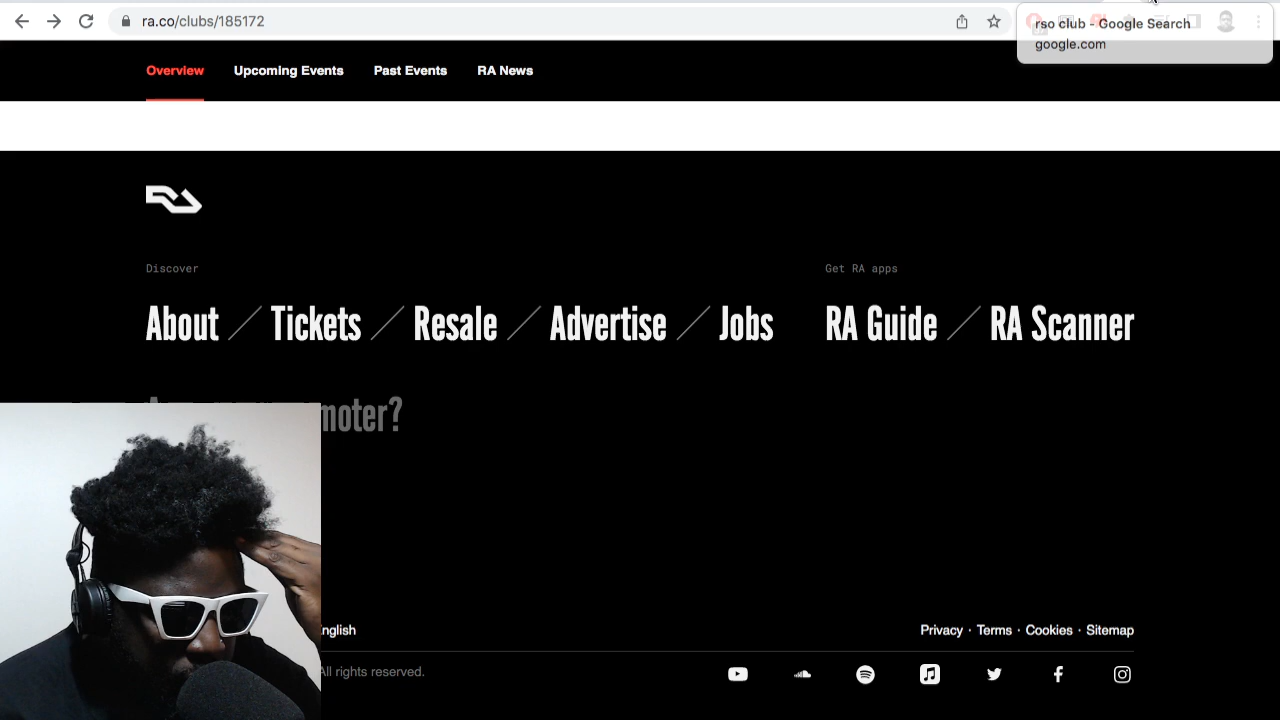 ra.co/clubs/185172
rso club - Google Search
google.com
Overview
Upcoming Events
Past Events
RA News
Discover
Get RA apps
About / Tickets / Resale / Advertise / Jobs
RA Guide / RA Scanner
moter?
nglish
Privacy · Terms · Cookies · Sitemap
All rights reserved.